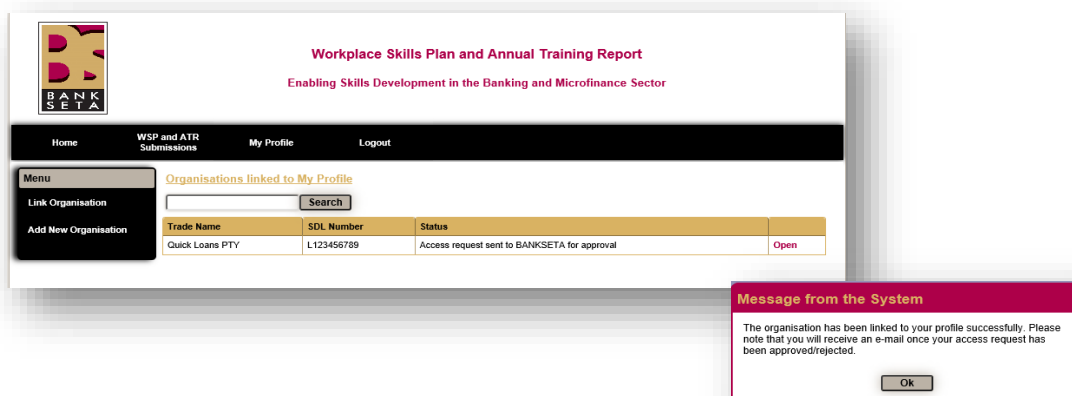 BANK
SETA
Workplace Skills Plan and Annual Training Report
Enabling Skills Development in the Banking and Microfinance Sector
Home
WSP and ATR
Submissions
My Profile
Logout
Menu
Link Organisation
Add New Organisation
Organisations linked to My Profile
Search
Trade Name SDL Number Status
Quick Loans PTY L123456789 Access request sent to BANKSETA for approval Open
Message from the System
The organisation has been linked to your profile successfully. Please
note that you will receive an e-mail once your access request has
been approved/rejected.
Ok